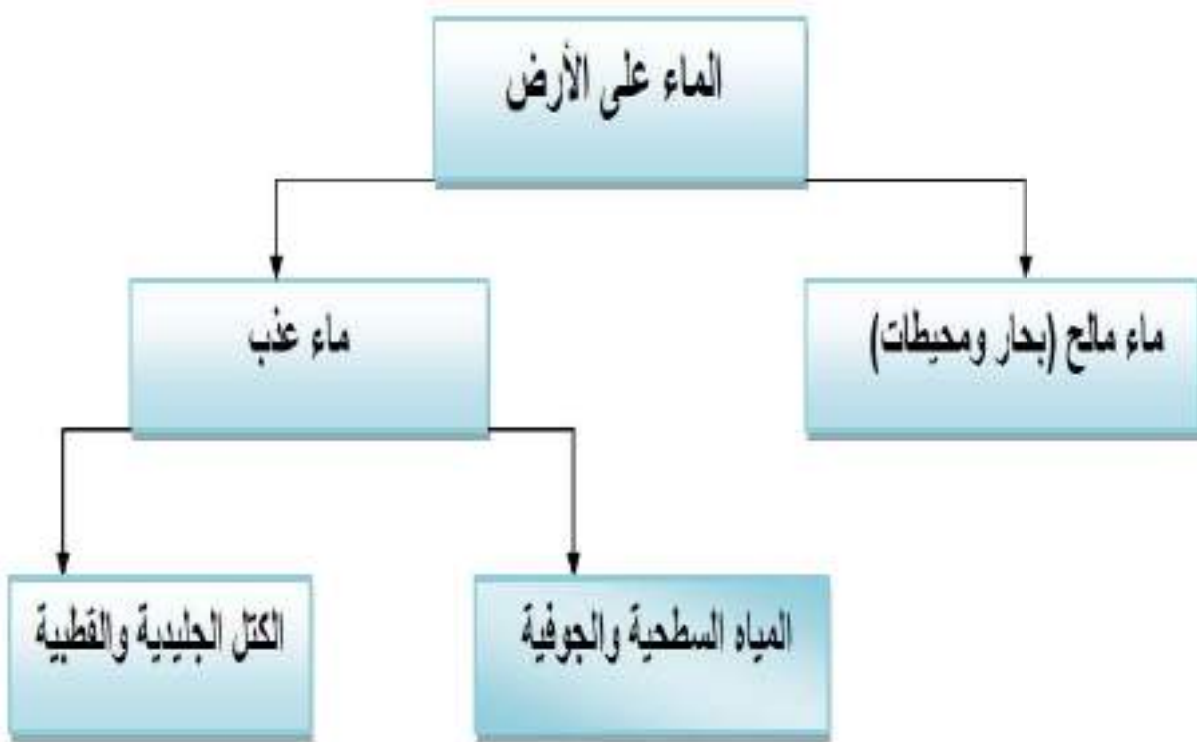 الماء على الأرض
ماء مالح (بحار ومحيطات)
ماء عذب
المياه السطحية والجوفية
الكتل الجليدية والقطبية